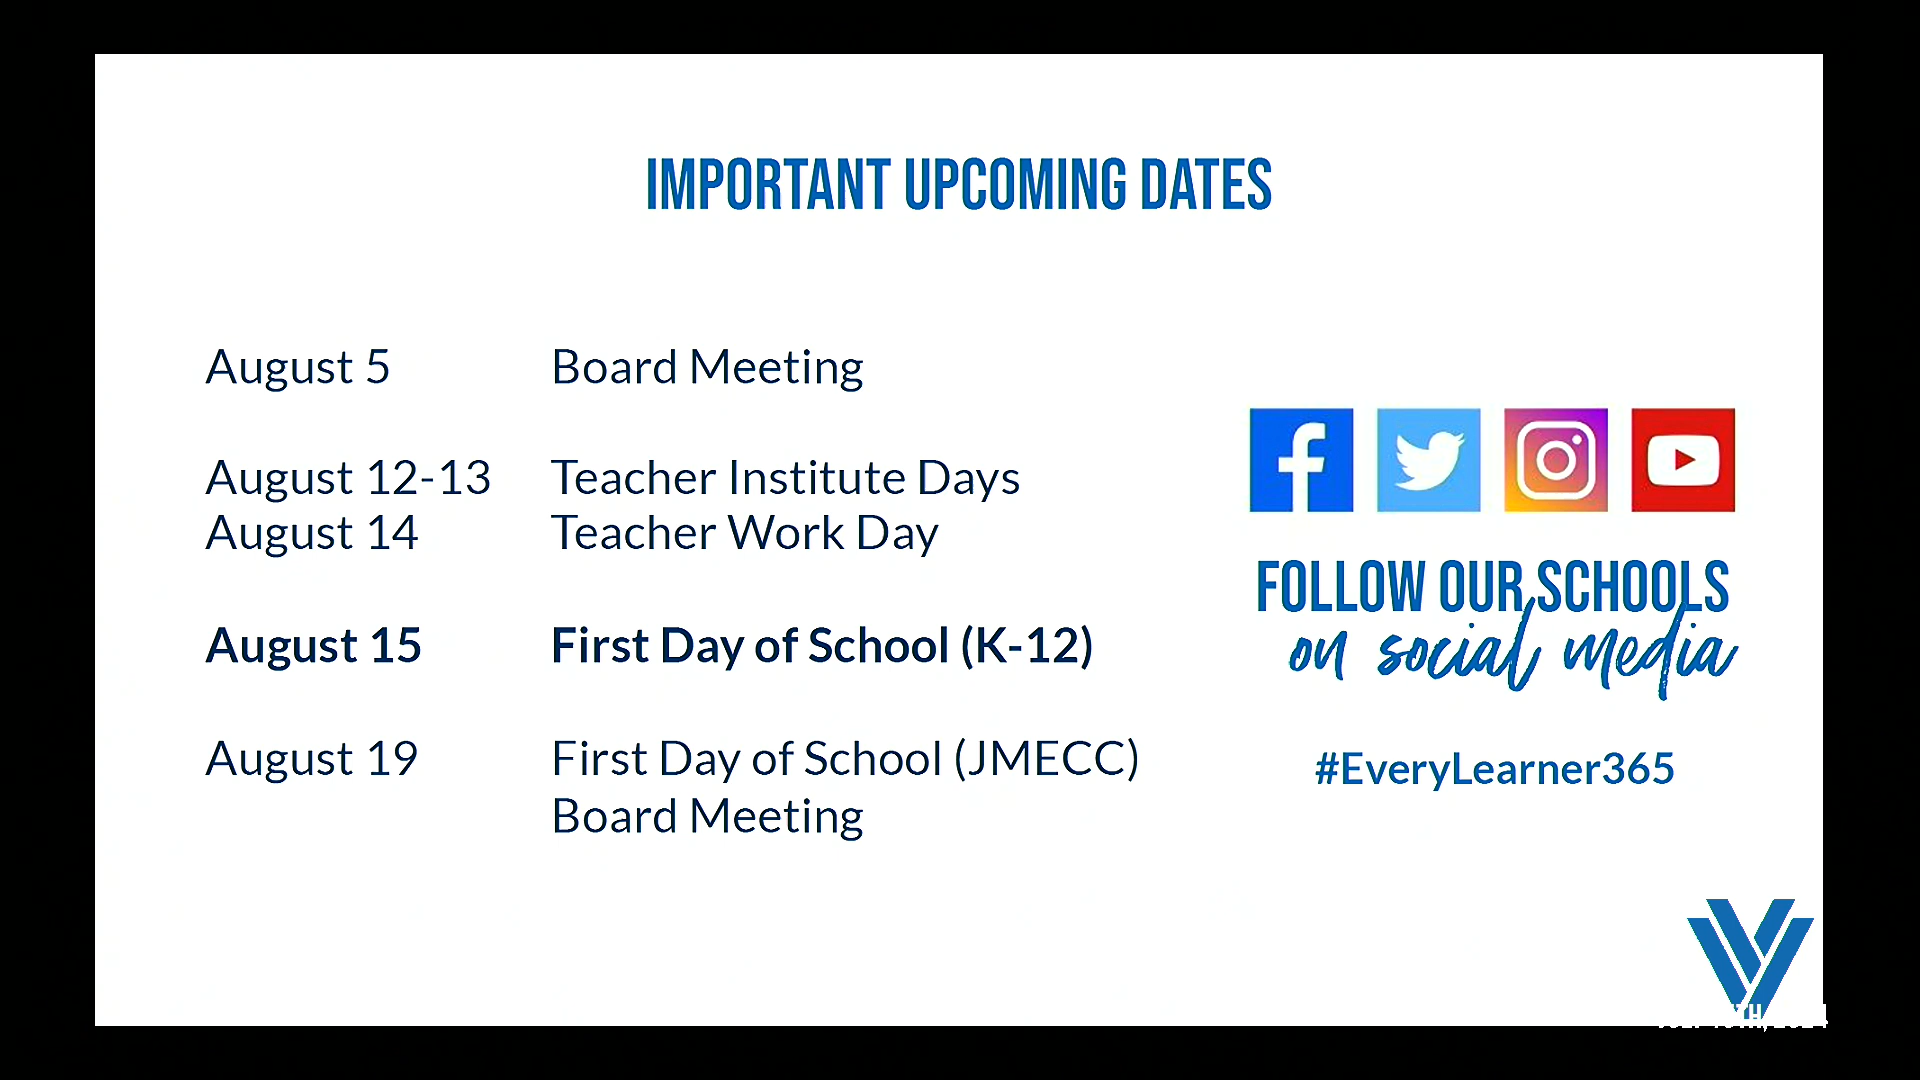 IMPORTANT UPCOMING DATES
August 5 Board Meeting
August 12-13 Teacher Institute Days
August 14 Teacher Work Day
August 15 First Day of School (K-12)
August 19 First Day of School (JMECC)
Board Meeting
FOLLOW OUR SCHOOLS
on social media
#EveryLearner365